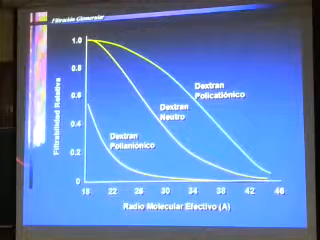 Filtración Glomerular
1.0
0.8
0.6
0.4
0.2
0
Filtrabilidad Relativa
Dextran
Policatiónico
Dextran
Neutro
Dextran
Polianiónico
18 22 26 30 34 38 42 46
Radio Molecular Efectivo (A)